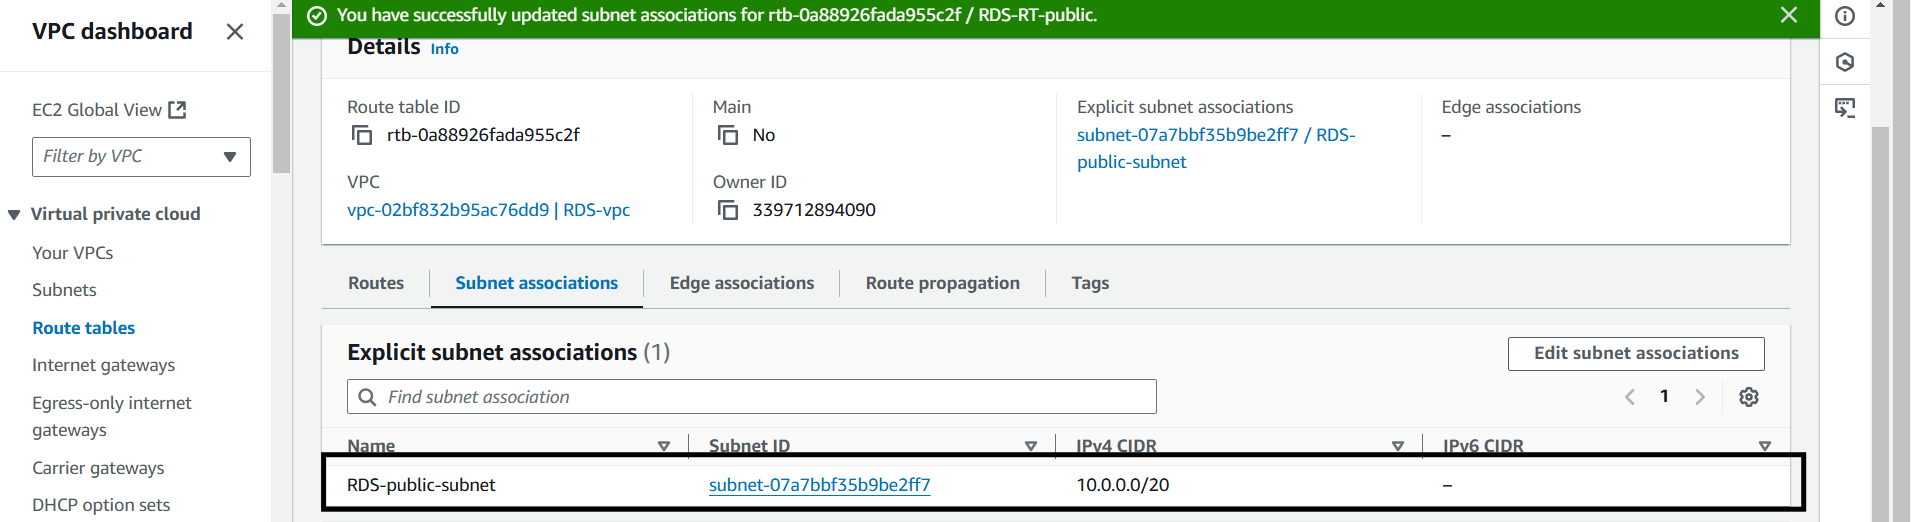 VPC dashboard
EC2 Global View
Filter by VPC
Virtual private cloud
Your VPCs
Subnets
Route tables
Internet gateways
Egress-only internet
gateways
Carrier gateways
DHCP option sets
You have successfully updated subnet associations for rtb-0a88926fada955c2f / RDS-RT-public.
Details Info
Route table ID
rtb-0a88926fada955c2f
Main
No
Explicit subnet associations
subnet-07a7bbf35b9be2ff7 / RDS-
public-subnet
Edge associations
–
VPC
vpc-02bf832b95ac76dd9 | RDS-vpc
Owner ID
339712894090
Routes Subnet associations Edge associations Route propagation Tags
Explicit subnet associations (1)
Edit subnet associations
Find subnet association
1
Name Subnet ID IPv4 CIDR IPv6 CIDR
RDS-public-subnet subnet-07a7bbf35b9be2ff7 10.0.0.0/20 –